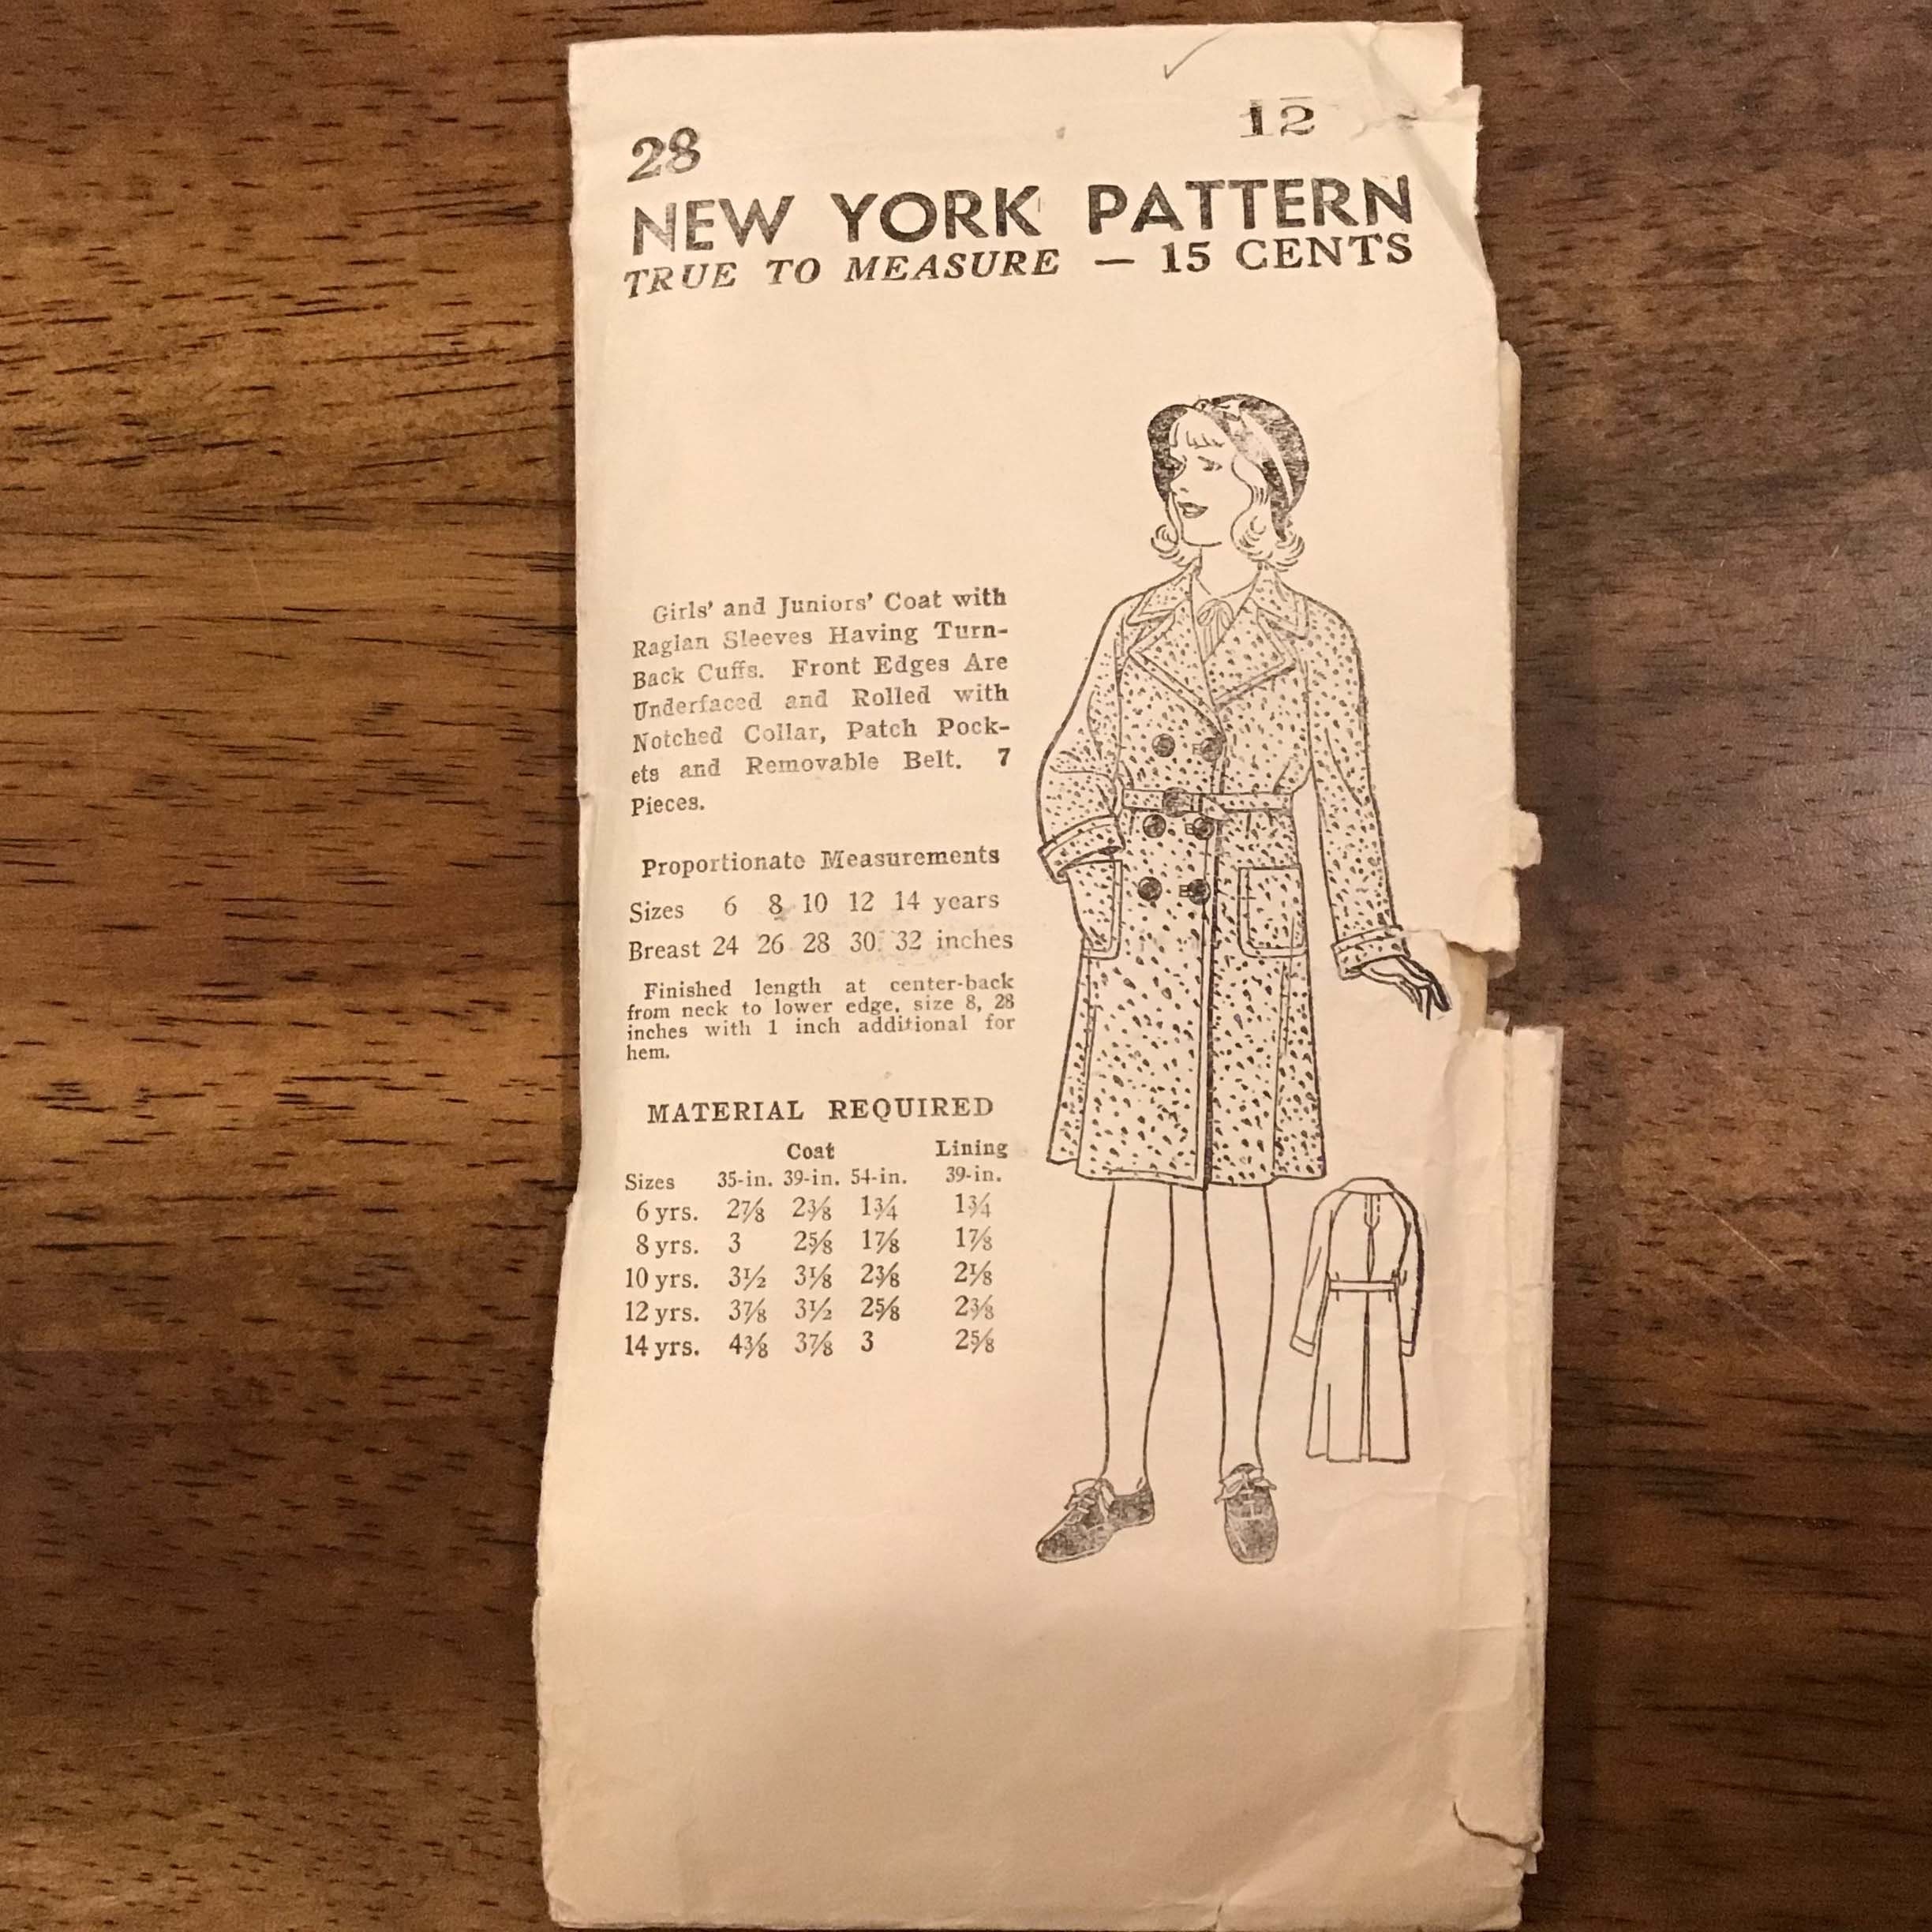 28 12
NEW YORK PATTERN
TRUE TO MEASURE — 15 CENTS
Girls' and Juniors' Coat with
Raglan Sleeves Having Turn-
Back Cuffs. Front Edges Are
Underfaced and Rolled with
Notched Collar, Patch Pock-
ets and Removable Belt. 7
Pieces.
Proportionate Measurements
Sizes 6 8 10 12 14 years
Breast 24 26 28 30 32 inches
Finished length at center-back
from neck to lower edge, size 8, 28
inches with 1 inch additional for
hem.
MATERIAL REQUIRED
Coat Lining
Sizes 35-in. 39-in. 54-in. 39-in.
6 yrs. 2⅞ 2⅜ 1¾ 1¾
8 yrs. 3 2⅝ 1⅞ 1⅞
10 yrs. 3½ 3⅛ 2⅜ 2⅛
12 yrs. 3⅞ 3½ 2⅝ 2⅜
14 yrs. 4⅜ 3⅞ 3 2⅝